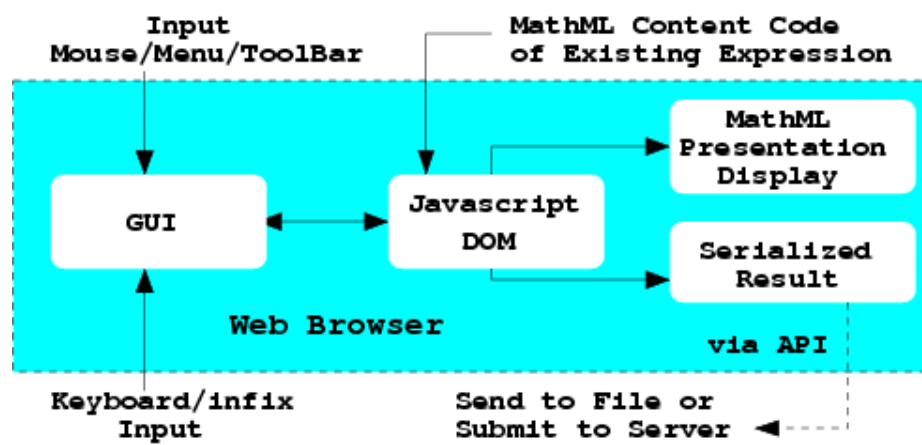 Input
Mouse/Menu/ToolBar
MathML Content Code
of Existing Expression
MathML
Presentation
Display
GUI
Javascript
DOM
Serialized
Result
Web Browser
via API
Keyboard/infix
Input
Send to File or
Submit to Server